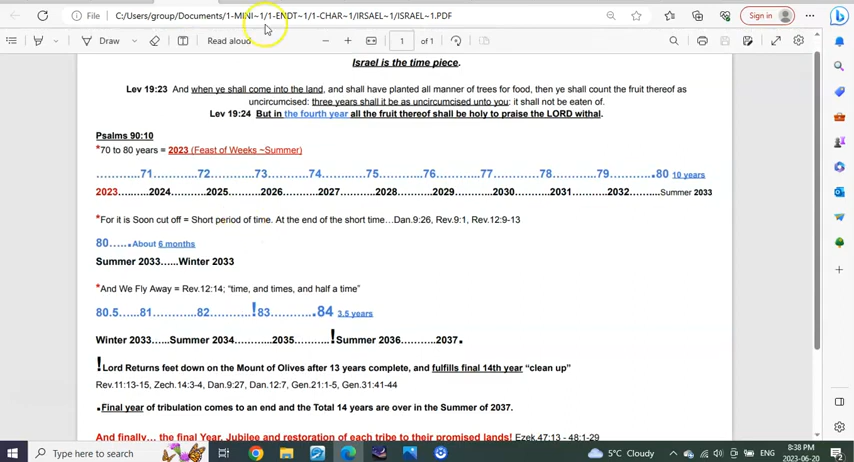 File C:/Users/group/Documents/1-MINI~1/1-ENDT~1/1-CHAR~1/IRSAEL~1/ISRAEL~1.PDF Sign in
Draw Read aloud 1 of 1
Israel is the time piece.
Lev 19:23 And when ye shall come into the land, and shall have planted all manner of trees for food, then ye shall count the fruit thereof as
uncircumcised: three years shall it be as uncircumcised unto you: it shall not be eaten of.
Lev 19:24 But in the fourth year all the fruit thereof shall be holy to praise the LORD withal.
Psalms 90:10
*70 to 80 years = 2023 (Feast of Weeks ~Summer)
………..71………..72………..73………..74………..75………..76………..77………..78………..79………...80 10 years
2023…...…2024………2025………2026………2027………2028………2029………2030………2031………2032……...Summer 2033
*For it is Soon cut off = Short period of time. At the end of the short time…Dan.9:26, Rev.9:1, Rev.12:9-13
80…...About 6 months
Summer 2033…...Winter 2033
*And We Fly Away = Rev.12:14; "time, and times, and half a time"
80.5…...81………..82………..!83………...84 3.5 years
Winter 2033…...Summer 2034………..2035………..!Summer 2036………..2037.
!Lord Returns feet down on the Mount of Olives after 13 years complete, and fulfills final 14th year "clean up"
Rev.11:13-15, Zech.14:3-4, Dan.9:27, Dan.12:7, Gen.21:1-5, Gen.31:41-44
.Final year of tribulation comes to an end and the Total 14 years are over in the Summer of 2037.
And finally… the final Year, Jubilee and restoration of each tribe to their promised lands! Ezek.47:13 - 48:1-29
Type here to search 5°C Cloudy ENG 8:38 PM
2023-06-20